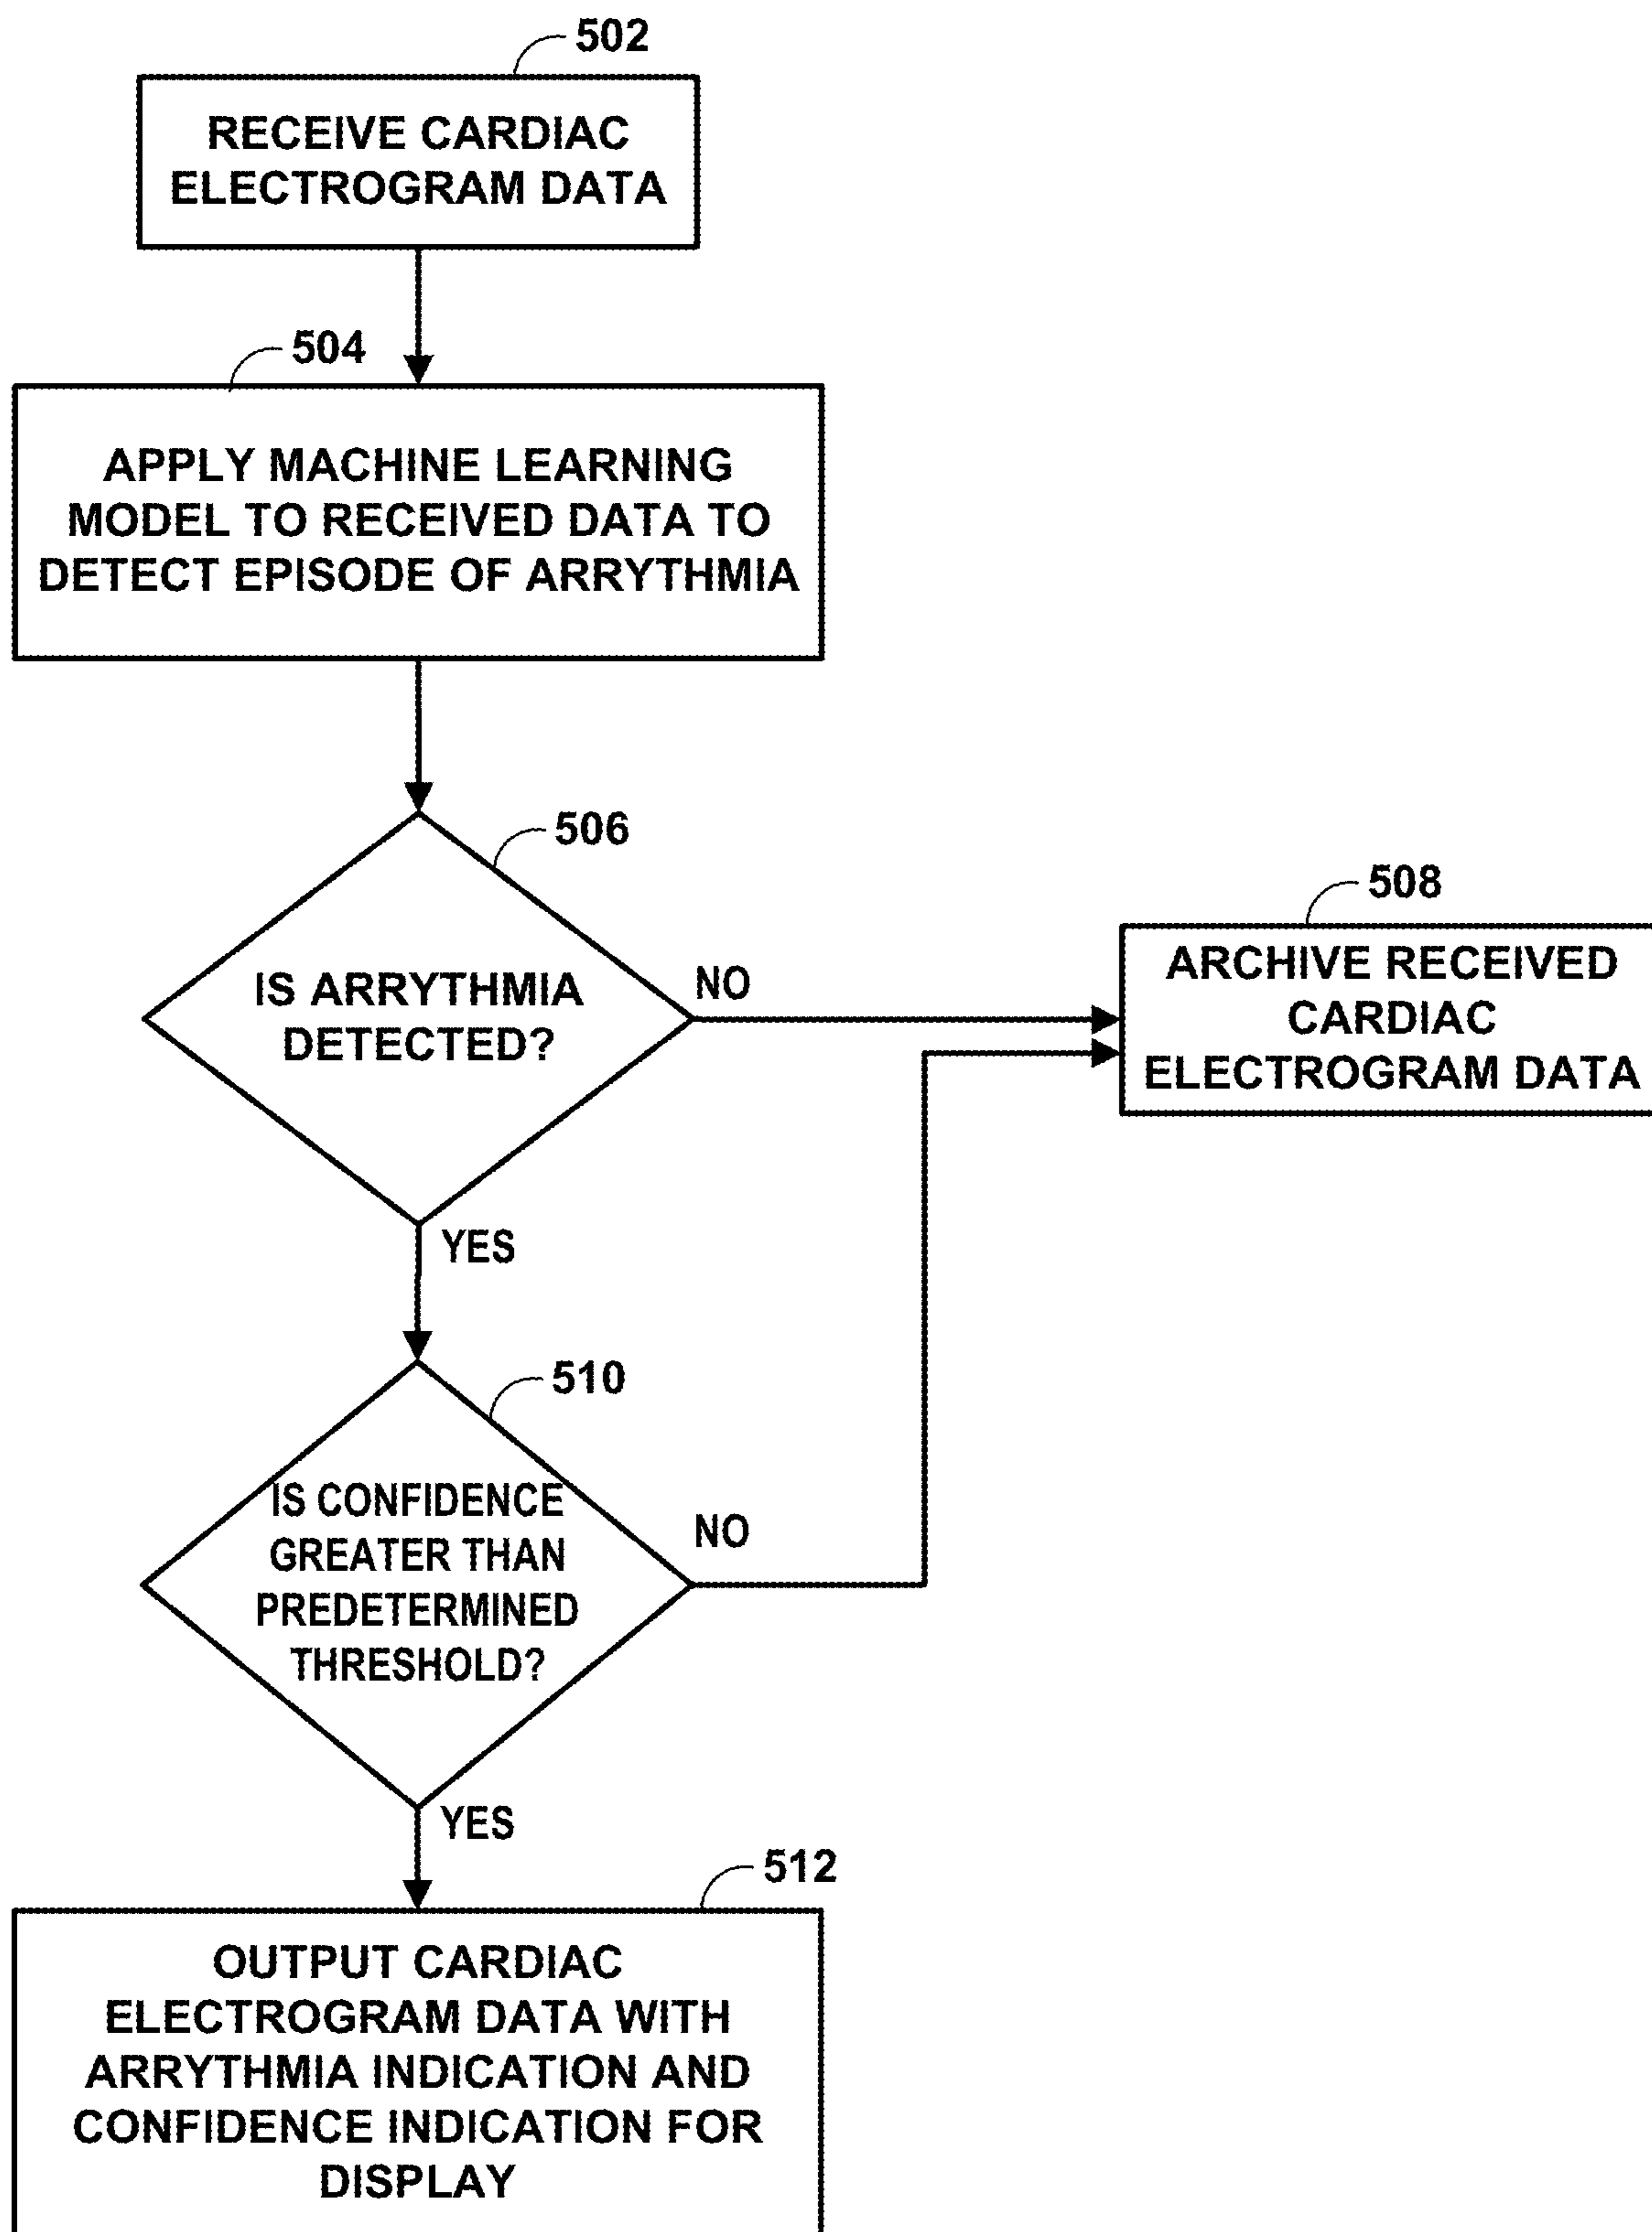 502
RECEIVE CARDIAC
ELECTROGRAM DATA
504
APPLY MACHINE LEARNING
MODEL TO RECEIVED DATA TO
DETECT EPISODE OF ARRYTHMIA
506
IS ARRYTHMIA
DETECTED?
NO
508
ARCHIVE RECEIVED
CARDIAC
ELECTROGRAM DATA
YES
510
IS CONFIDENCE
GREATER THAN
PREDETERMINED
THRESHOLD?
NO
YES
512
OUTPUT CARDIAC
ELECTROGRAM DATA WITH
ARRYTHMIA INDICATION AND
CONFIDENCE INDICATION FOR
DISPLAY